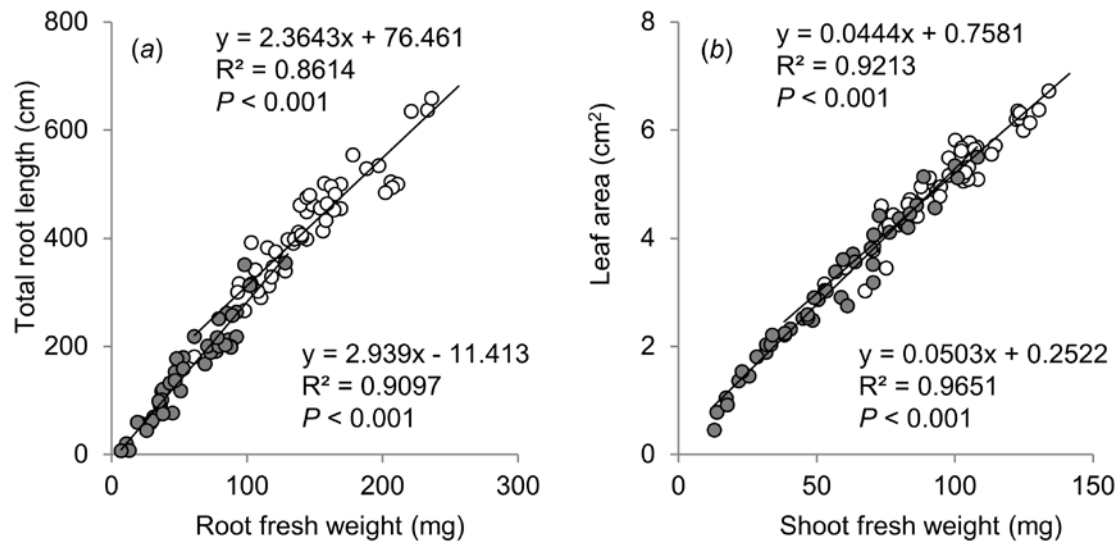 (a)
y = 2.3643x + 76.461
R² = 0.8614
P < 0.001
y = 2.939x - 11.413
R² = 0.9097
P < 0.001
Total root length (cm)
800
600
400
200
0
0 100 200 300
Root fresh weight (mg)
(b)
y = 0.0444x + 0.7581
R² = 0.9213
P < 0.001
y = 0.0503x + 0.2522
R² = 0.9651
P < 0.001
Leaf area (cm²)
8
6
4
2
0
0 50 100 150
Shoot fresh weight (mg)